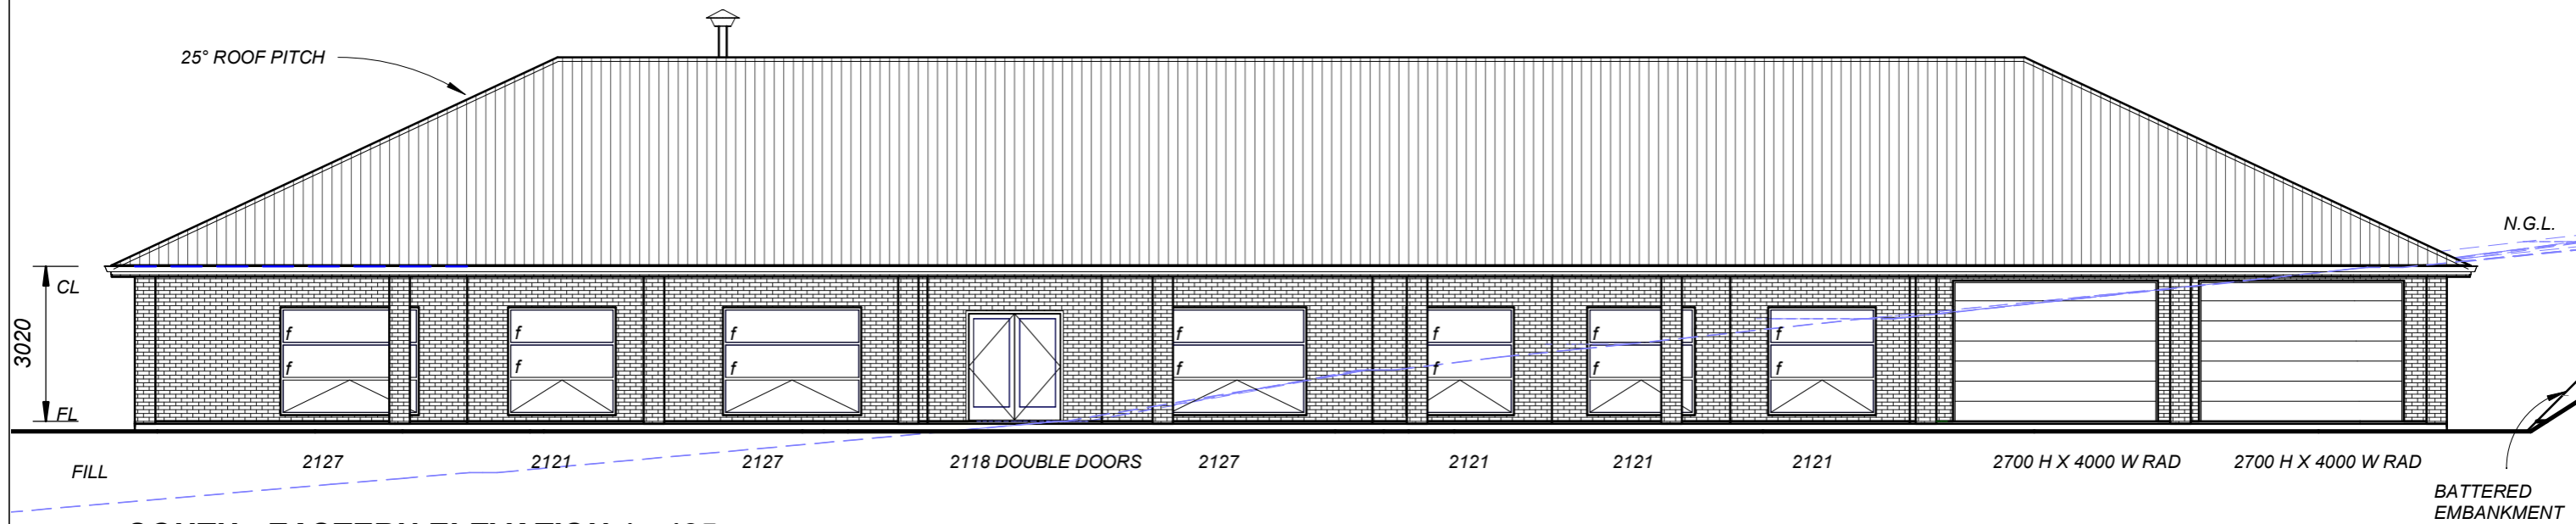 25° ROOF PITCH
N.G.L.
CL
3020
FL
f
f
f
f
f
f
f
f
f
f
f
f
f
f
FILL
2127
2121
2127
2118 DOUBLE DOORS
2127
2121
2121
2121
2700 H X 4000 W RAD
2700 H X 4000 W RAD
BATTERED
EMBANKMENT